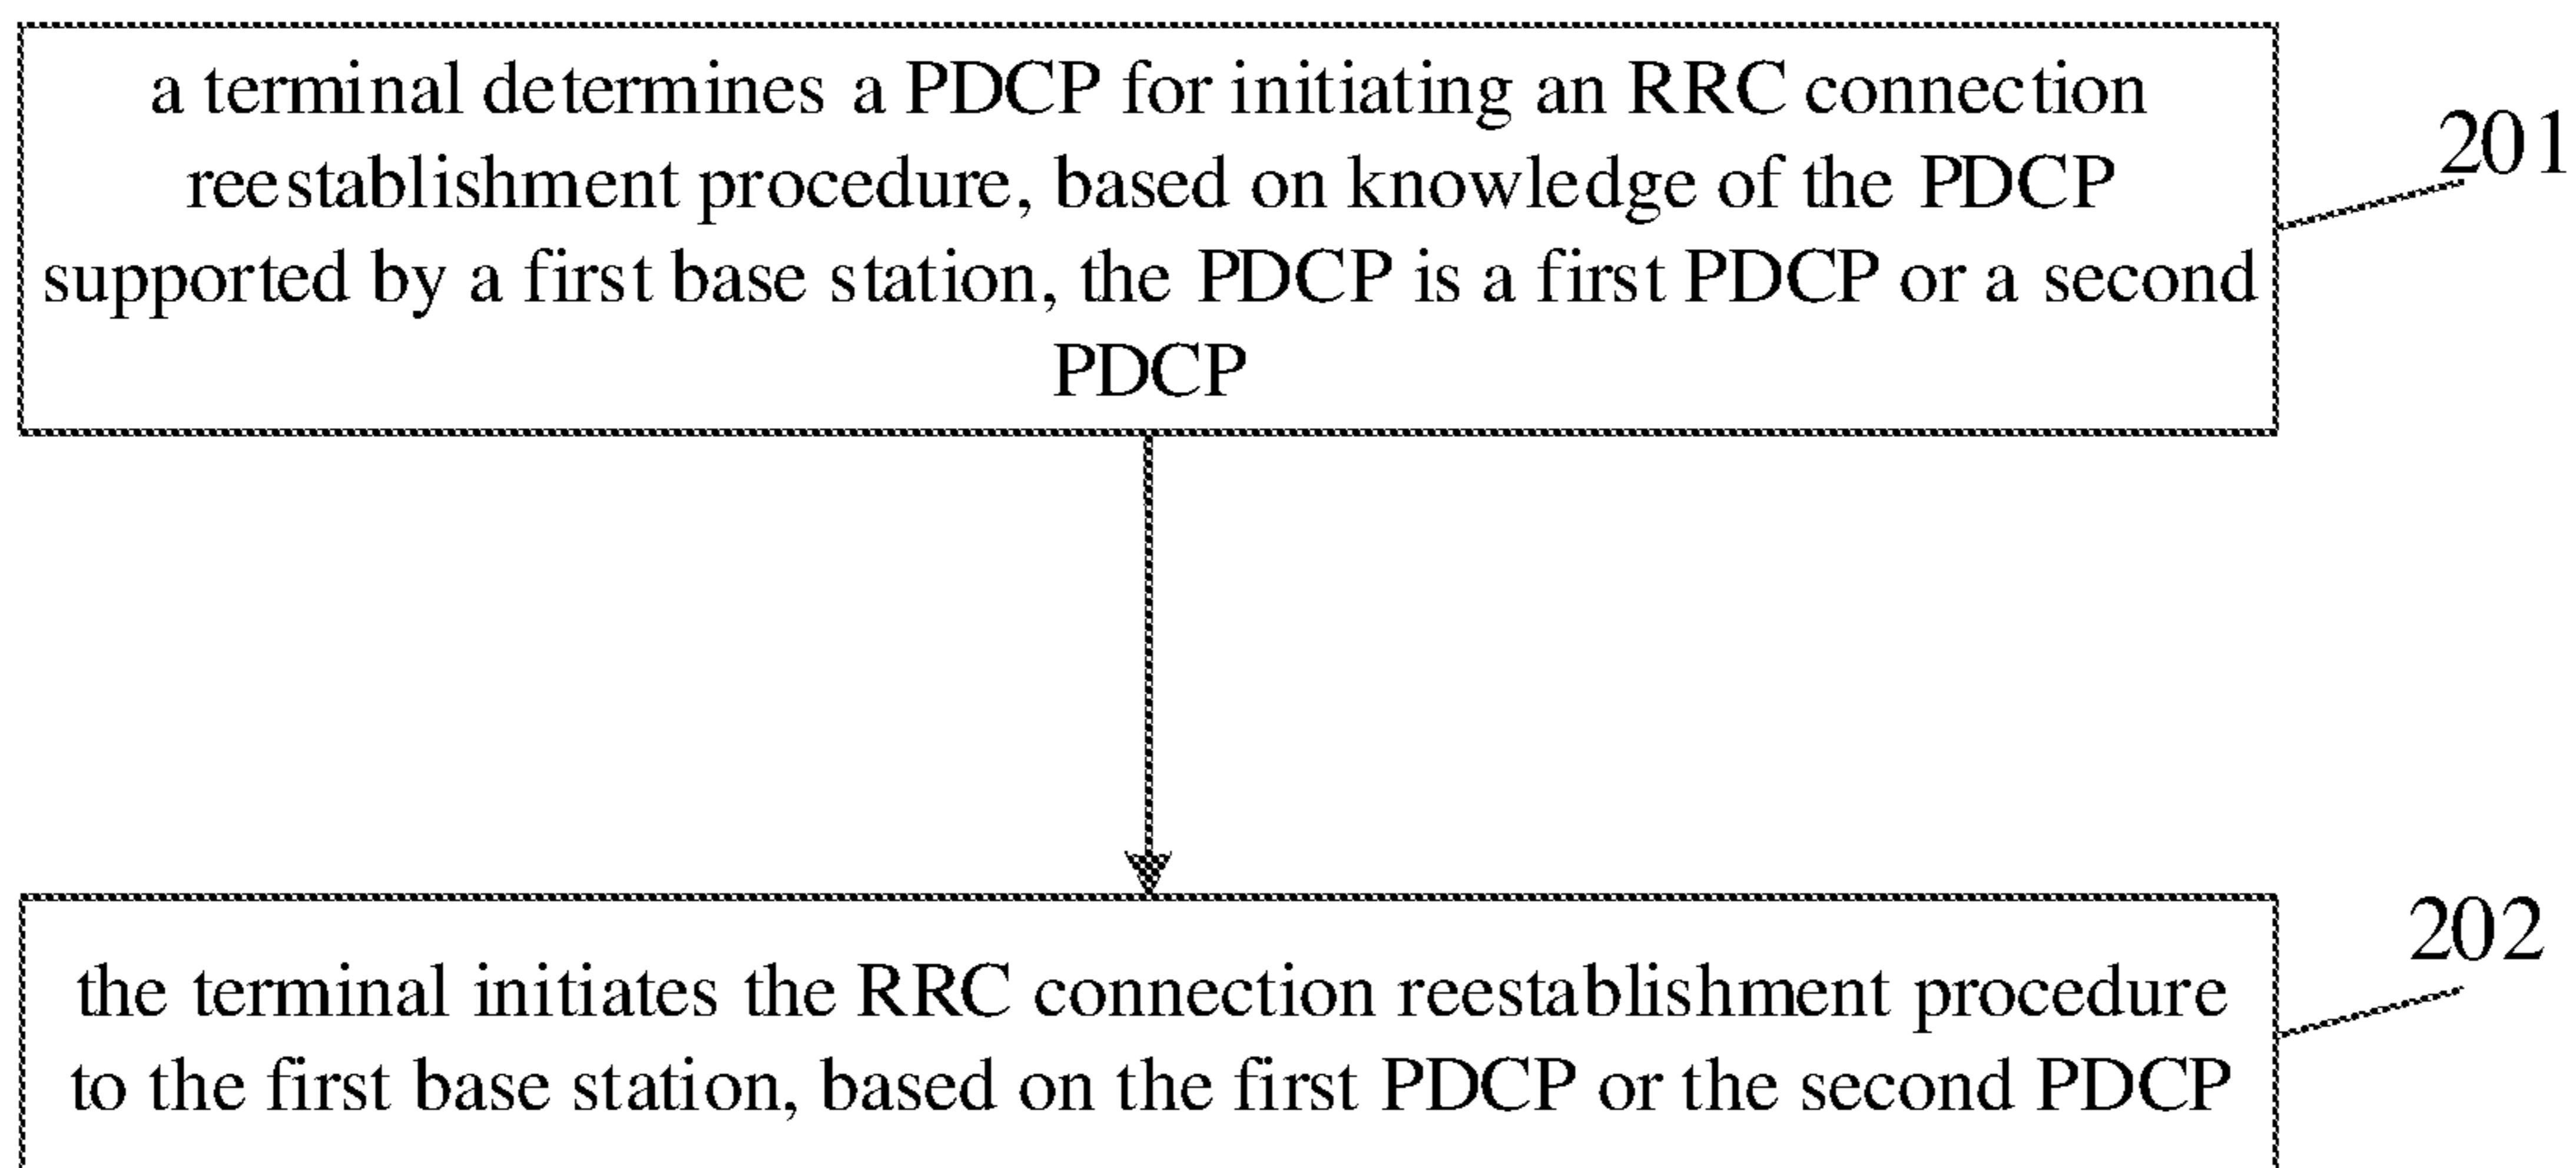 a terminal determines a PDCP for initiating an RRC connection
reestablishment procedure, based on knowledge of the PDCP
supported by a first base station, the PDCP is a first PDCP or a second
PDCP
201
the terminal initiates the RRC connection reestablishment procedure
to the first base station, based on the first PDCP or the second PDCP
202